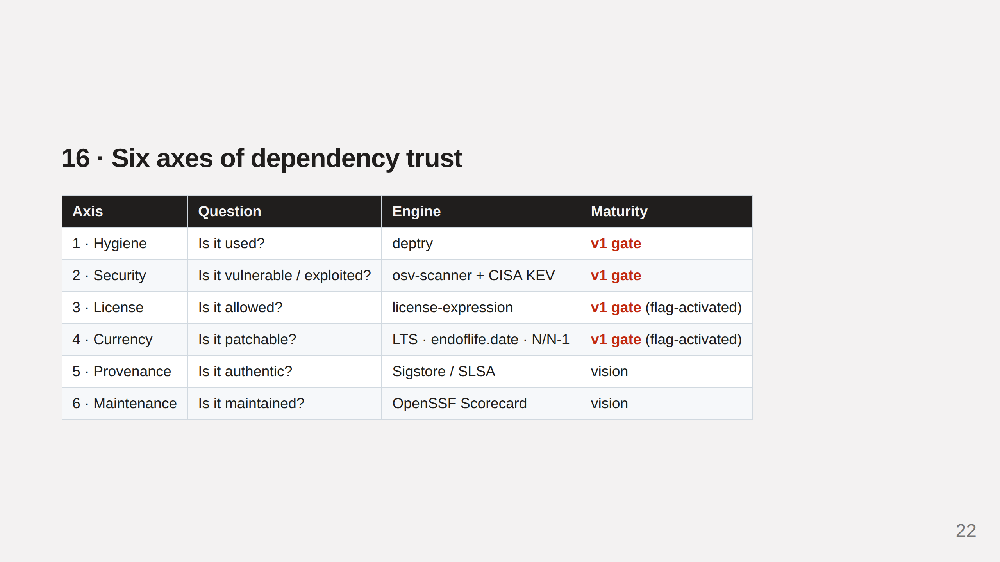 16 · Six axes of dependency trust
Axis Question Engine Maturity
1 · Hygiene Is it used? deptry v1 gate
2 · Security Is it vulnerable / exploited? osv-scanner + CISA KEV v1 gate
3 · License Is it allowed? license-expression v1 gate (flag-activated)
4 · Currency Is it patchable? LTS · endoflife.date · N/N-1 v1 gate (flag-activated)
5 · Provenance Is it authentic? Sigstore / SLSA vision
6 · Maintenance Is it maintained? OpenSSF Scorecard vision
22